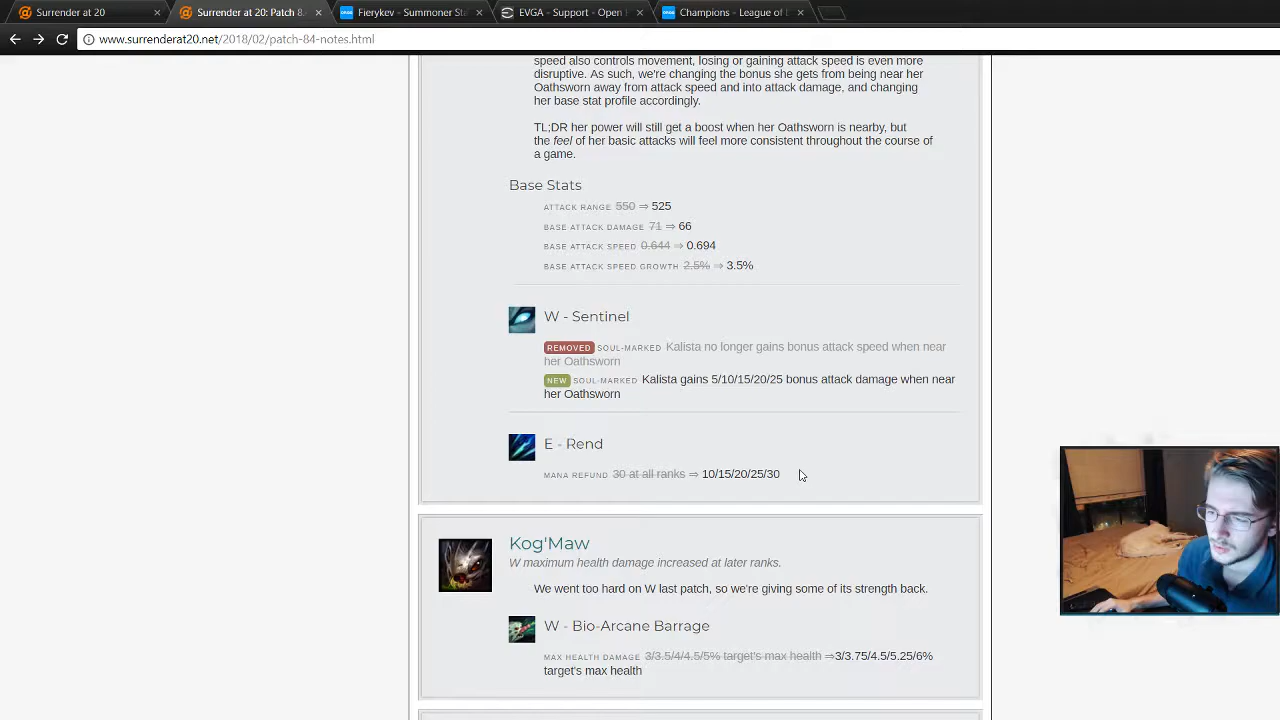 Surrender at 20
Surrender at 20: Patch 8.
Fierykev - Summoner St
EVGA - Support - Open
Champions - League of
www.surrenderat20.net/2018/02/patch-84-notes.html
speed also controls movement, losing or gaining attack speed is even more
disruptive. As such, we're changing the bonus she gets from being near her
Oathsworn away from attack speed and into attack damage, and changing
her base stat profile accordingly.
TL;DR her power will still get a boost when her Oathsworn is nearby, but
the feel of her basic attacks will feel more consistent throughout the course of
a game.
Base Stats
ATTACK RANGE 550 ⇒ 525
BASE ATTACK DAMAGE 71 ⇒ 66
BASE ATTACK SPEED 0.644 ⇒ 0.694
BASE ATTACK SPEED GROWTH 2.5% ⇒ 3.5%
W - Sentinel
REMOVED SOUL-MARKED Kalista no longer gains bonus attack speed when near
her Oathsworn
NEW SOUL-MARKED Kalista gains 5/10/15/20/25 bonus attack damage when near
her Oathsworn
E - Rend
MANA REFUND 30 at all ranks ⇒ 10/15/20/25/30
Kog'Maw
W maximum health damage increased at later ranks.
We went too hard on W last patch, so we're giving some of its strength back.
W - Bio-Arcane Barrage
MAX HEALTH DAMAGE 3/3.5/4/4.5/5% target's max health ⇒3/3.75/4.5/5.25/6%
target's max health